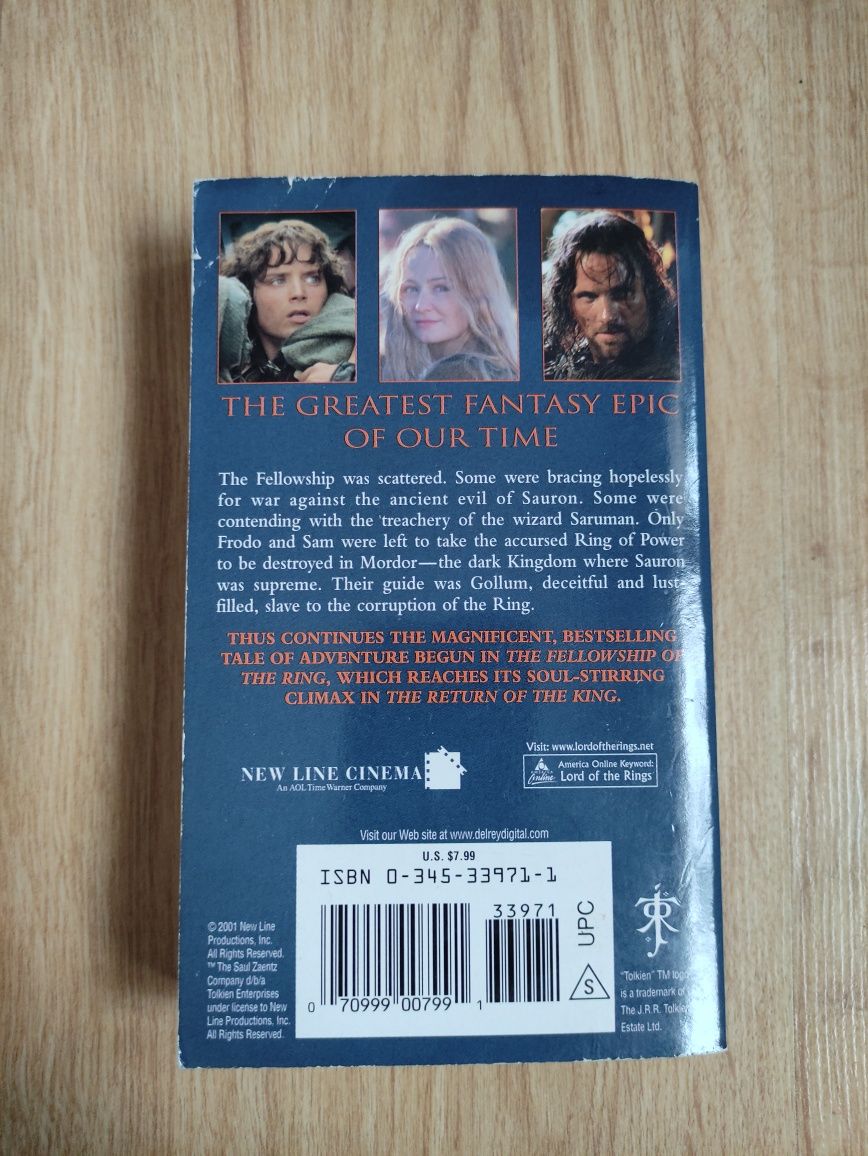 THE GREATEST FANTASY EPIC
OF OUR TIME
The Fellowship was scattered. Some were bracing hopelessly
for war against the ancient evil of Sauron. Some were
contending with the treachery of the wizard Saruman. Only
Frodo and Sam were left to take the accursed Ring of Power
to be destroyed in Mordor—the dark Kingdom where Sauron
was supreme. Their guide was Gollum, deceitful and lust-
filled, slave to the corruption of the Ring.
THUS CONTINUES THE MAGNIFICENT, BESTSELLING
TALE OF ADVENTURE BEGUN IN THE FELLOWSHIP OF
THE RING, WHICH REACHES ITS SOUL-STIRRING
CLIMAX IN THE RETURN OF THE KING.
NEW LINE CINEMA
An AOL Time Warner Company
Visit: www.lordoftherings.net
America Online Keyword:
Lord of the Rings
Visit our Web site at www.delreydigital.com
U.S. $7.99
ISBN 0-345-33971-1
33971
UPC
S
0 70999 00799 1
© 2001 New Line
Productions, Inc.
All Rights Reserved.
™ The Saul Zaentz
Company d/b/a
Tolkien Enterprises
under license to New
Line Productions, Inc.
All Rights Reserved.
"Tolkien" TM logo
is a trademark of
The J.R.R. Tolkien
Estate Ltd.